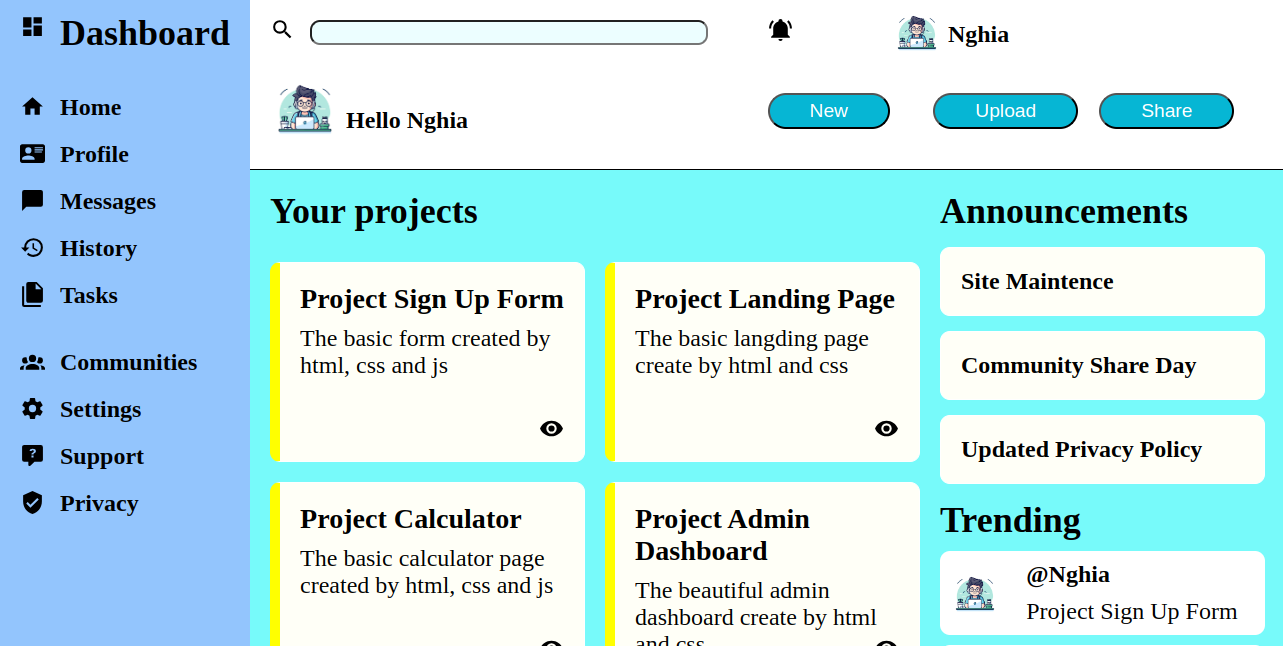 Dashboard
Home
Profile
Messages
History
Tasks
Communities
Settings
Support
Privacy
Nghia
Hello Nghia
New
Upload
Share
Your projects
Project Sign Up Form
The basic form created by
html, css and js
Project Landing Page
The basic langding page
create by html and css
Project Calculator
The basic calculator page
created by html, css and js
Project Admin
Dashboard
The beautiful admin
dashboard create by html
and css
Announcements
Site Maintence
Community Share Day
Updated Privacy Policy
Trending
@Nghia
Project Sign Up Form